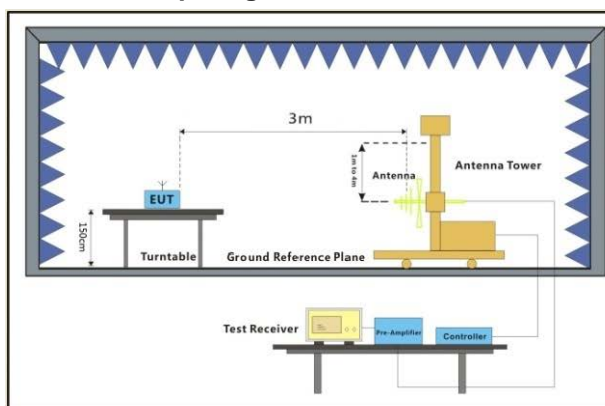 3m
1m to 4m
Antenna Tower
Antenna
EUT
150cm
Turntable
Ground Reference Plane
Test Receiver
Pre-Amplifier
Controller